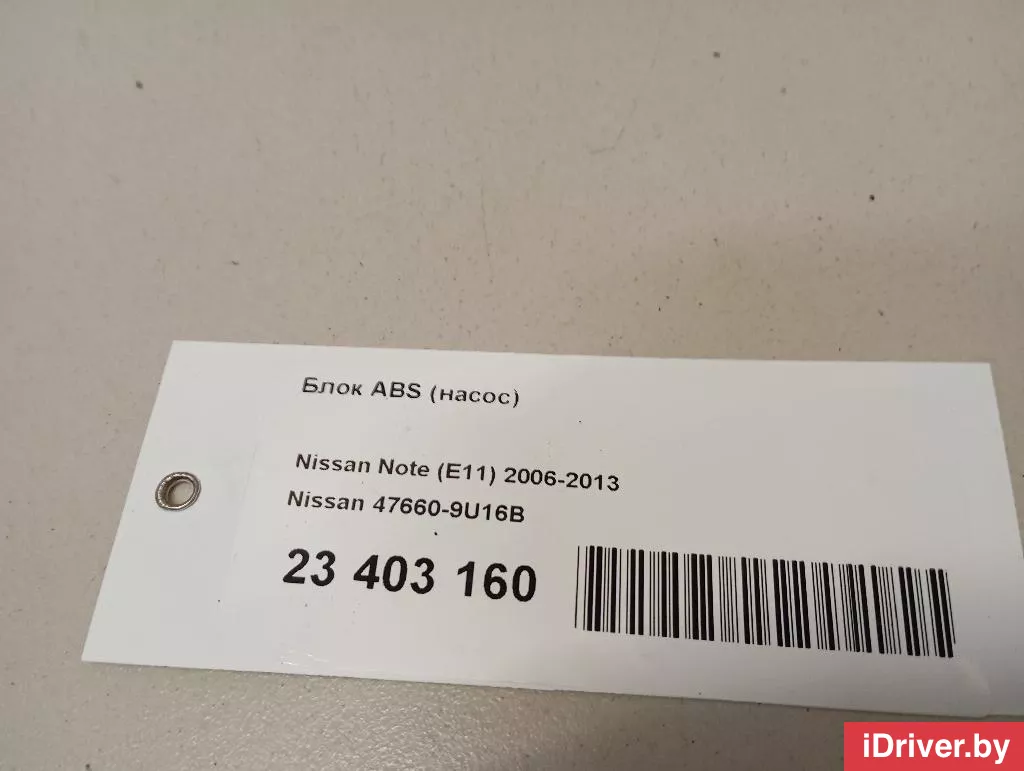 Блок ABS (насос)
Nissan Note (E11) 2006-2013
Nissan 47660-9U16B
23 403 160
iDriver.by